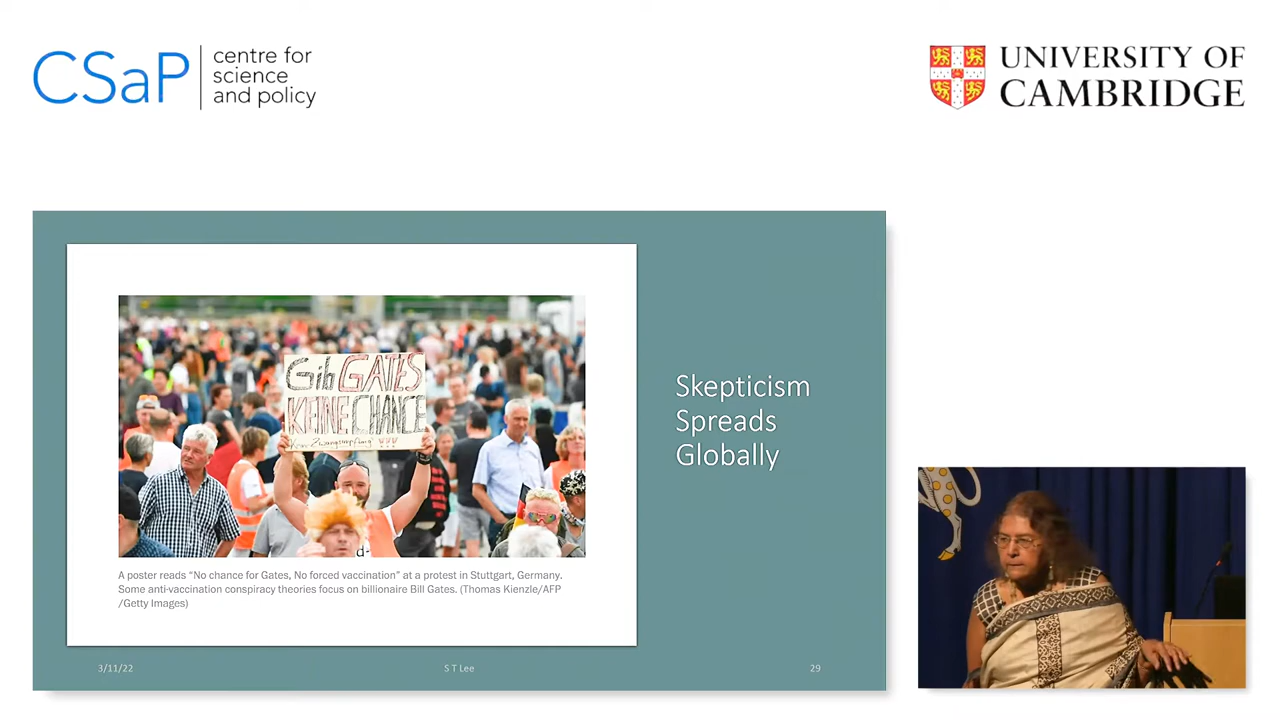 CSaP
centre for
science
and policy
UNIVERSITY OF
CAMBRIDGE
Gib GATES
KEINE CHANCE
Kein Zwangsimpfung !!!
Skepticism
Spreads
Globally
A poster reads “No chance for Gates, No forced vaccination” at a protest in Stuttgart, Germany.
Some anti-vaccination conspiracy theories focus on billionaire Bill Gates. (Thomas Kienzle/AFP
/Getty Images)
3/11/22
S T Lee
29